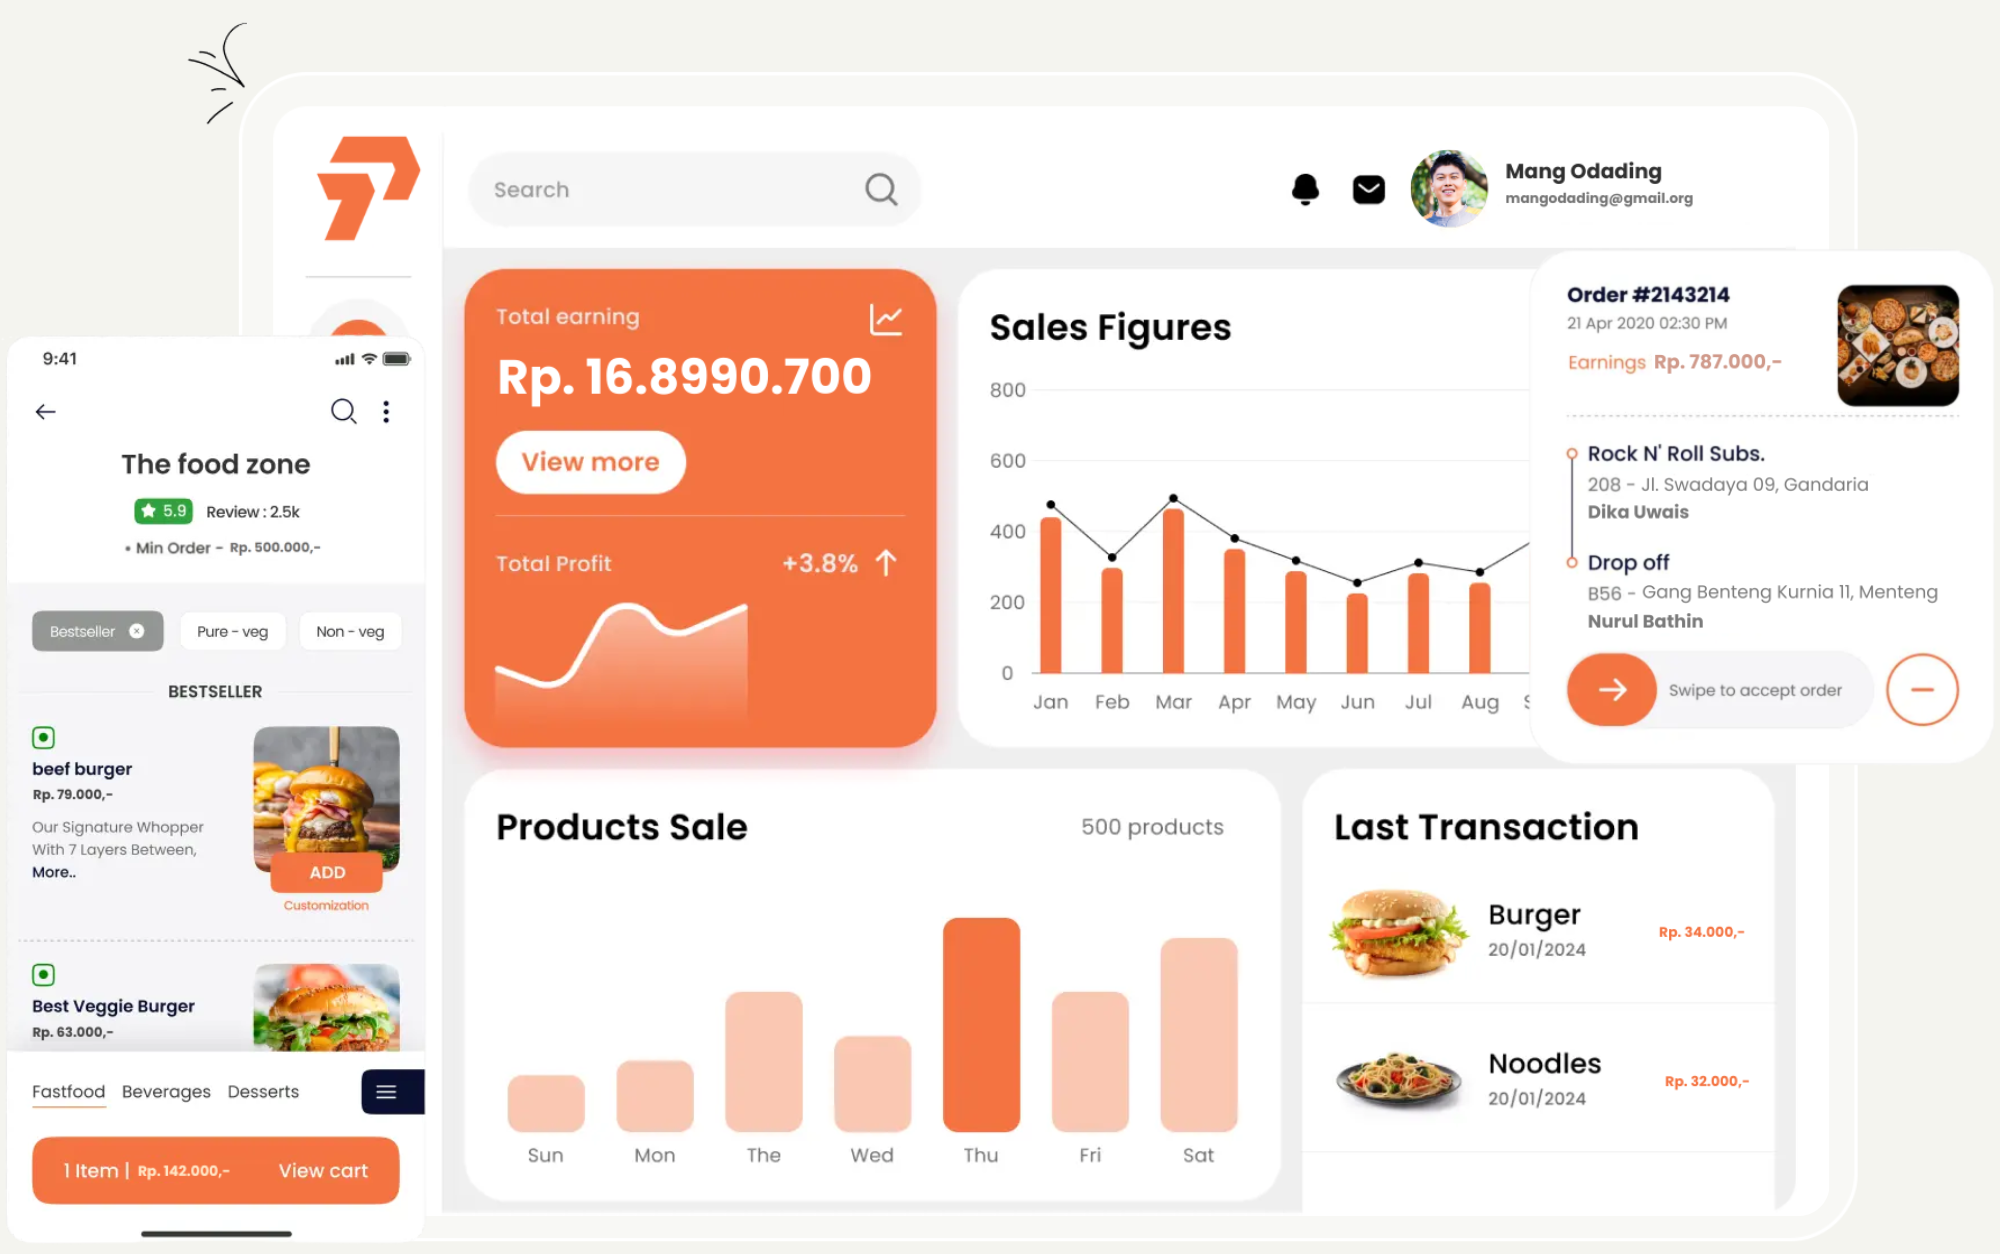 Search
Mang Odading
mangodading@gmail.org
Total earning
Rp. 16.8990.700
View more
Total Profit
+3.8%
Sales Figures
800
600
400
200
0
Jan Feb Mar Apr May Jun Jul Aug
Order #2143214
21 Apr 2020 02:30 PM
Earnings Rp. 787.000,-
Rock N' Roll Subs.
208 - Jl. Swadaya 09, Gandaria
Dika Uwais
Drop off
B56 - Gang Benteng Kurnia 11, Menteng
Nurul Bathin
Swipe to accept order
9:41
The food zone
5.9 Review : 2.5k
• Min Order - Rp. 500.000,-
Bestseller Pure - veg Non - veg
BESTSELLER
beef burger
Rp. 79.000,-
Our Signature Whopper
With 7 Layers Between,
More..
ADD
Customization
Best Veggie Burger
Rp. 63.000,-
Fastfood Beverages Desserts
1 Item | Rp. 142.000,- View cart
Products Sale
500 products
Sun Mon The Wed Thu Fri Sat
Last Transaction
Burger
20/01/2024
Rp. 34.000,-
Noodles
20/01/2024
Rp. 32.000,-